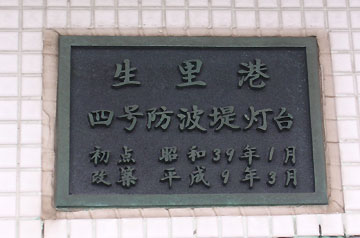 生里港
四号防波堤灯台
初点 昭和39年1月
改築 平成9年3月